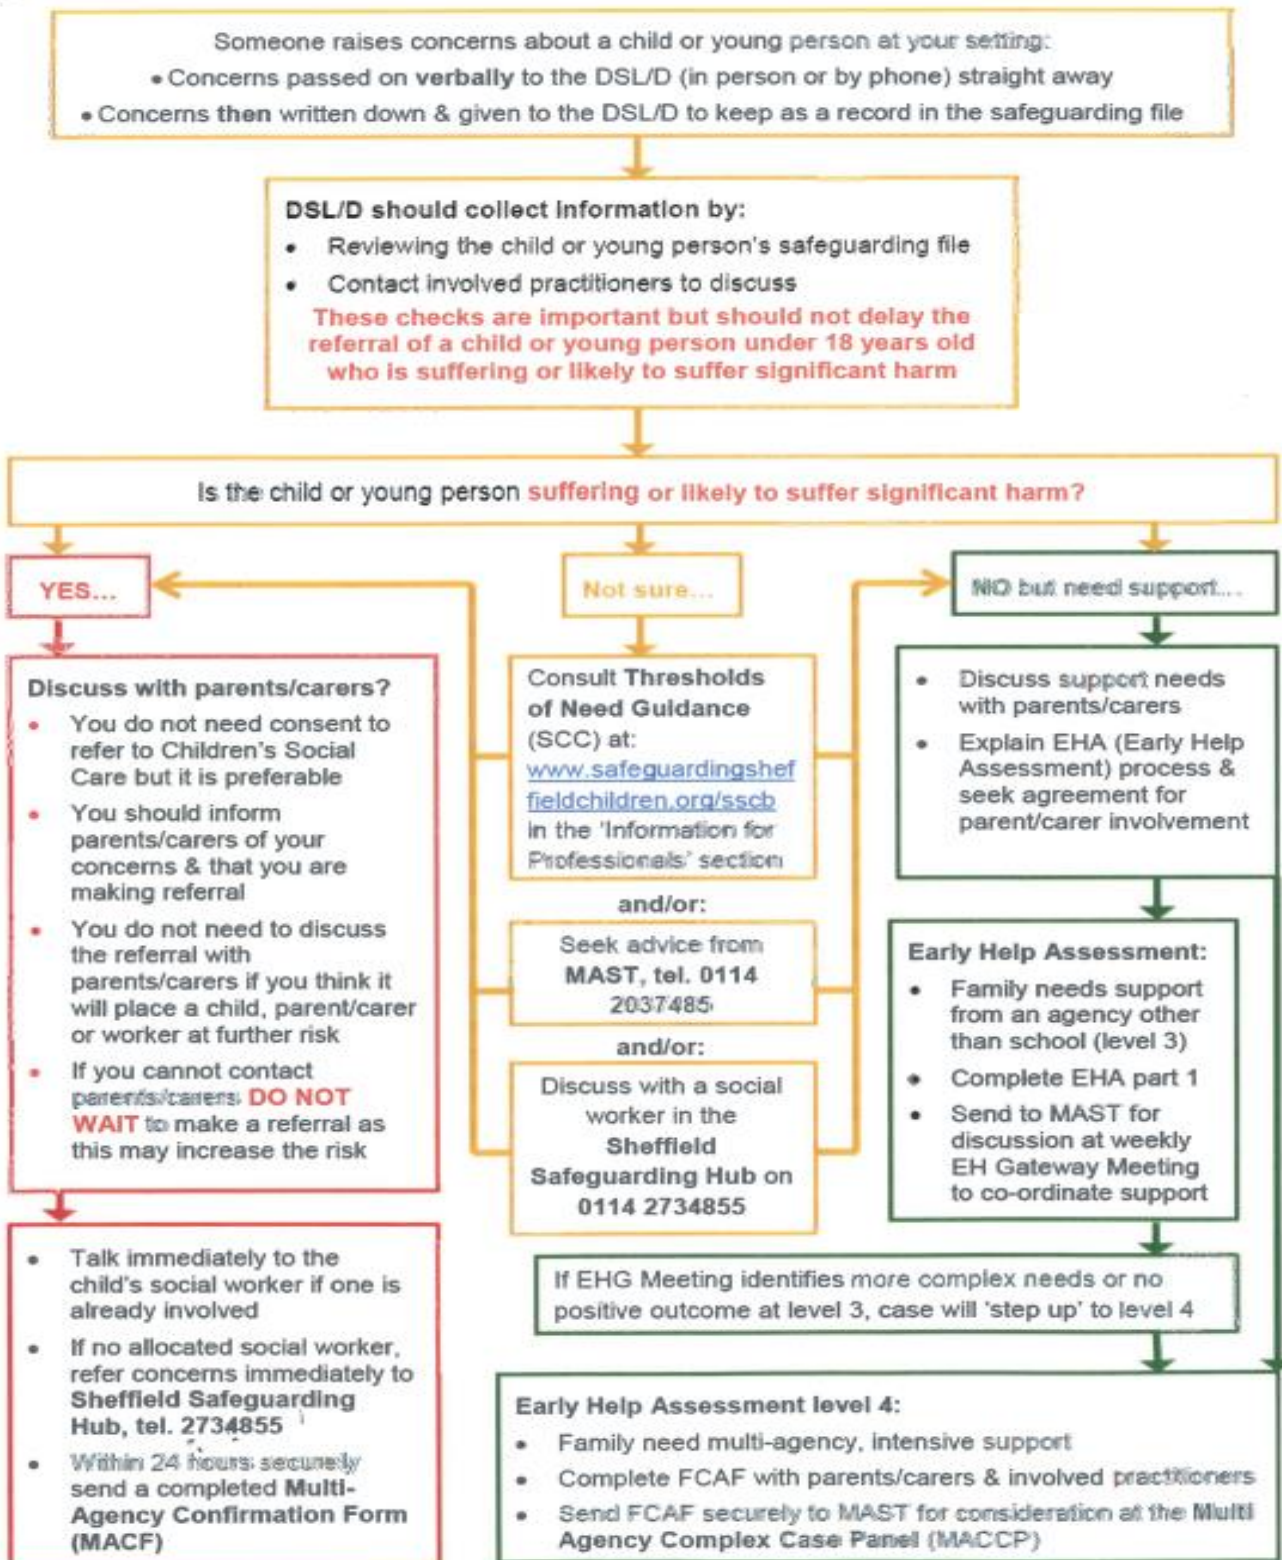 Someone raises concerns about a child or young person at your setting:
• Concerns passed on verbally to the DSL/D (in person or by phone) straight away
• Concerns then written down & given to the DSL/D to keep as a record in the safeguarding file
DSL/D should collect information by:
• Reviewing the child or young person's safeguarding file
• Contact involved practitioners to discuss
These checks are important but should not delay the
referral of a child or young person under 18 years old
who is suffering or likely to suffer significant harm
Is the child or young person suffering or likely to suffer significant harm?
YES...
Discuss with parents/carers?
• You do not need consent to
refer to Children's Social
Care but it is preferable
• You should inform
parents/carers of your
concerns & that you are
making referral
• You do not need to discuss
the referral with
parents/carers if you think it
will place a child, parent/carer
or worker at further risk
• If you cannot contact
parents/carers DO NOT
WAIT to make a referral as
this may increase the risk
• Talk immediately to the
child's social worker if one is
already involved
• If no allocated social worker,
refer concerns immediately to
Sheffield Safeguarding
Hub, tel. 2734855
• Within 24 hours securely
send a completed Multi-
Agency Confirmation Form
(MACF)
Not sure...
Consult Thresholds
of Need Guidance
(SCC) at:
www.safeguardingshef
fieldchildren.org/sscb
in the 'Information for
Professionals' section
and/or:
Seek advice from
MAST, tel. 0114
2037485
and/or:
Discuss with a social
worker in the
Sheffield
Safeguarding Hub on
0114 2734855
NO but need support...
• Discuss support needs
with parents/carers
• Explain EHA (Early Help
Assessment) process &
seek agreement for
parent/carer involvement
Early Help Assessment:
• Family needs support
from an agency other
than school (level 3)
• Complete EHA part 1
• Send to MAST for
discussion at weekly
EH Gateway Meeting
to co-ordinate support
If EHG Meeting identifies more complex needs or no
positive outcome at level 3, case will 'step up' to level 4
Early Help Assessment level 4:
• Family need multi-agency, intensive support
• Complete FCAF with parents/carers & involved practitioners
• Send FCAF securely to MAST for consideration at the Multi
Agency Complex Case Panel (MACCP)